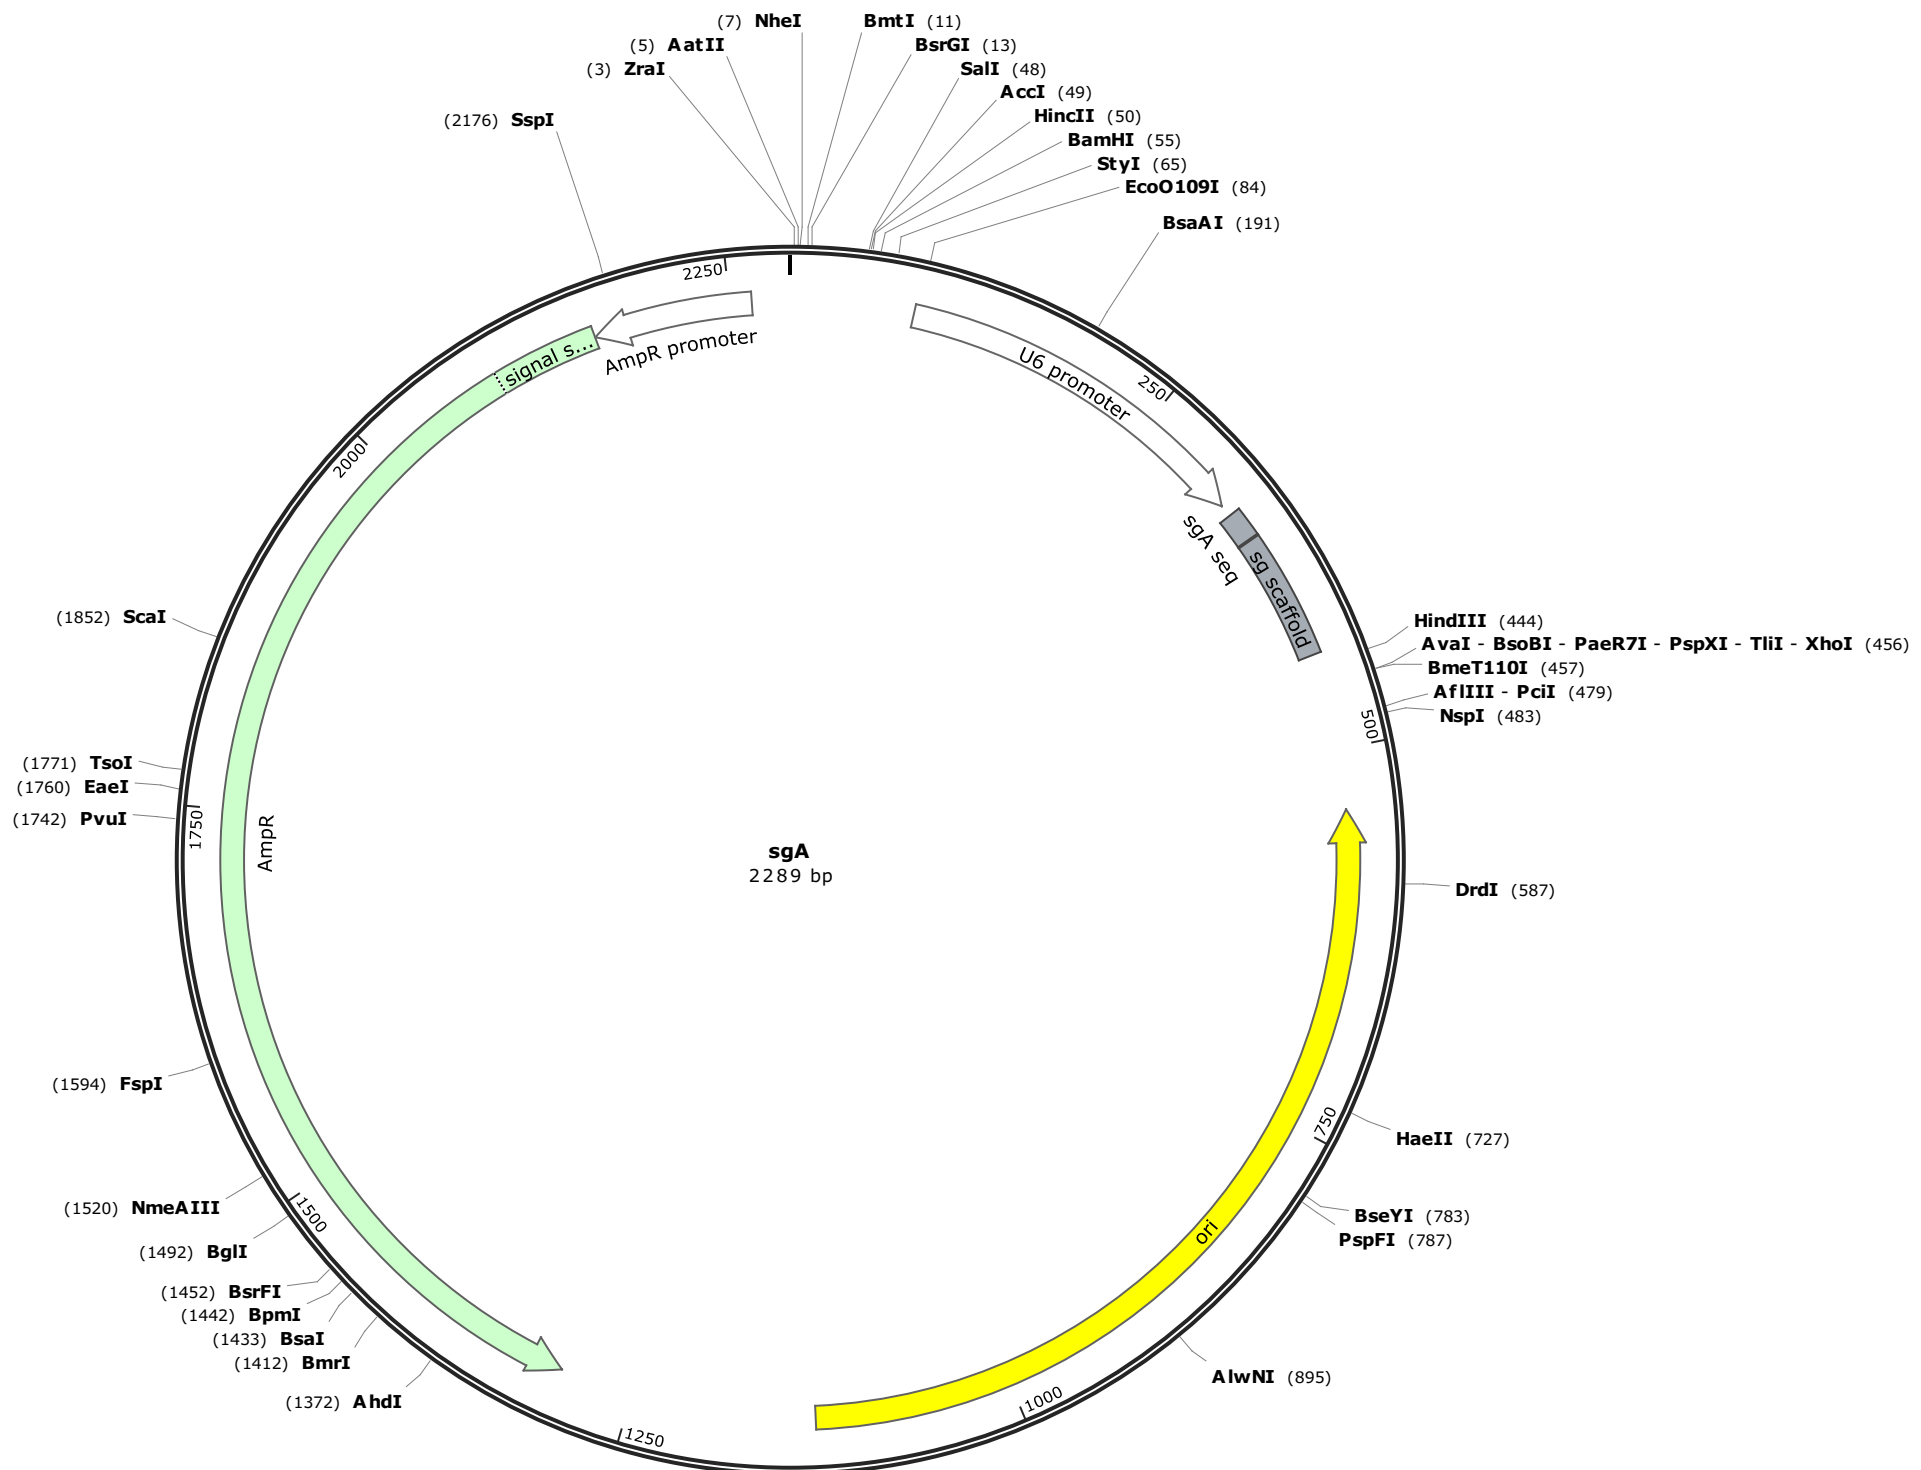 (7) NheI
BmtI (11)
(5) AatII
BsrGI (13)
(3) ZraI
SalI (48)
AccI (49)
HincII (50)
(2176) SspI
BamHI (55)
StyI (65)
EcoO109I (84)
BsaAI (191)
2250
signal s...
AmpR promoter
U6 promoter
250
2000
sgA seq
sg scaffold
(1852) ScaI
HindIII (444)
AvaI - BsoBI - PaeR7I - PspXI - TliI - XhoI (456)
BmeT110I (457)
AflIII - PciI (479)
NspI (483)
500
(1771) TsoI
(1760) EaeI
(1742) PvuI
1750
AmpR
sgA
2289 bp
DrdI (587)
(1594) FspI
750
HaeII (727)
(1520) NmeAIII
1500
BseYI (783)
PspFI (787)
ori
(1492) BglI
(1452) BsrFI
(1442) BpmI
(1433) BsaI
(1412) BmrI
AlwNI (895)
(1372) AhdI
1000
1250